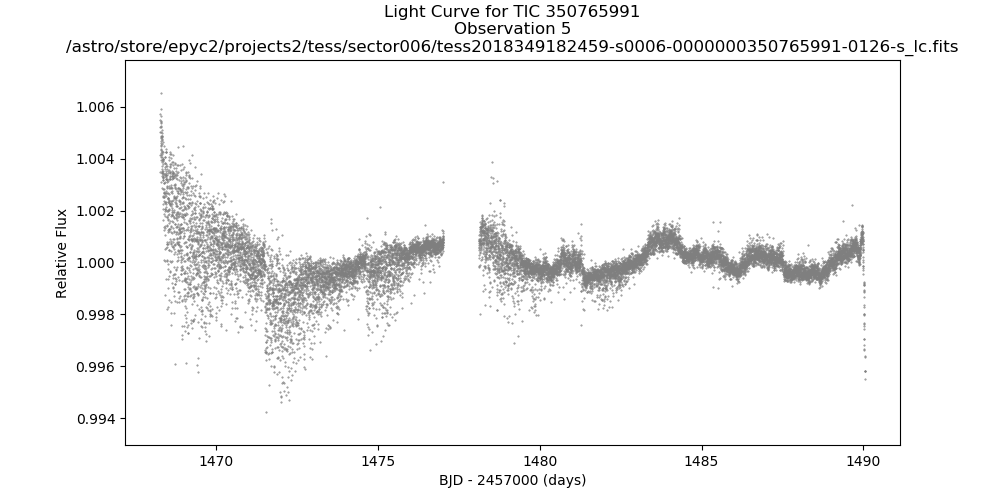 Light Curve for TIC 350765991
Observation 5
/astro/store/epyc2/projects2/tess/sector006/tess2018349182459-s0006-0000000350765991-0126-s_lc.fits
1.006
1.004
1.002
1.000
0.998
0.996
0.994
Relative Flux
1470
1475
1480
1485
1490
BJD - 2457000 (days)